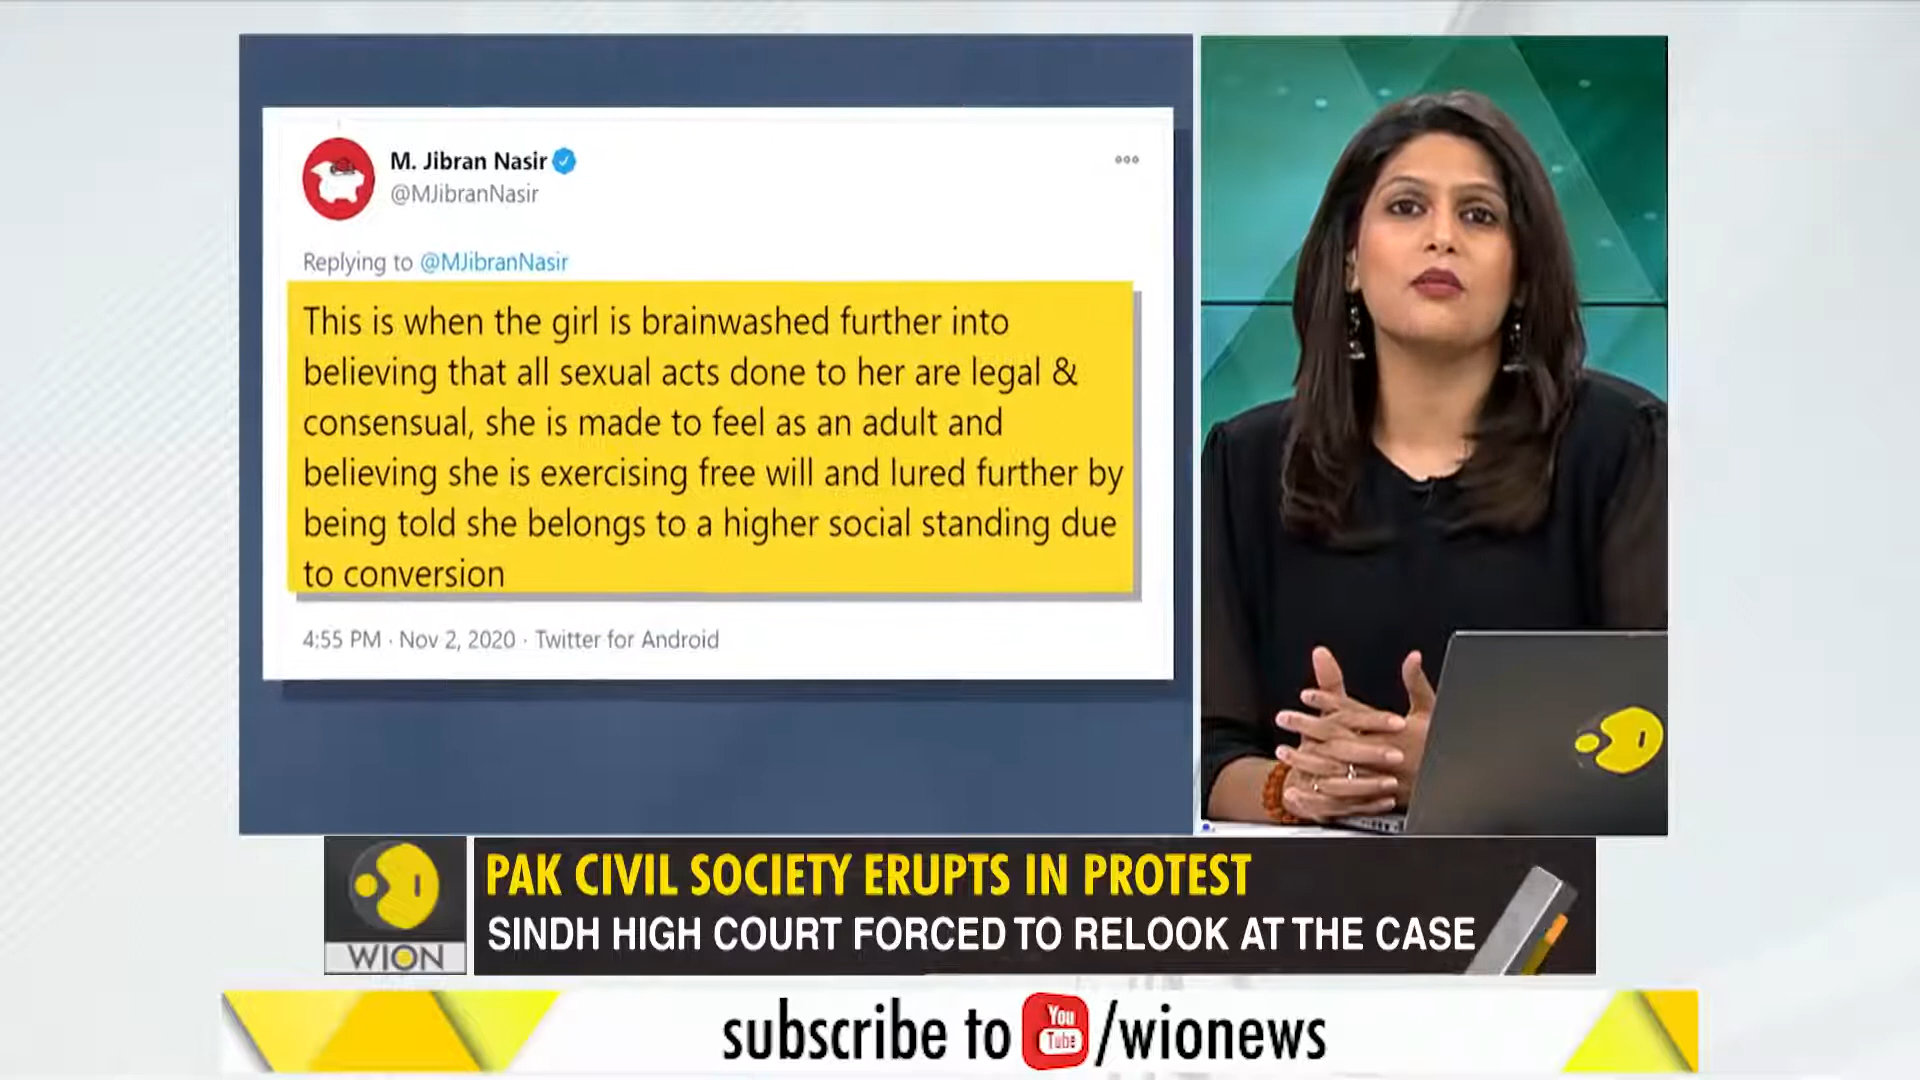 M. Jibran Nasir
@MJibranNasir
Replying to @MJibranNasir
This is when the girl is brainwashed further into
believing that all sexual acts done to her are legal &
consensual, she is made to feel as an adult and
believing she is exercising free will and lured further by
being told she belongs to a higher social standing due
to conversion
4:55 PM · Nov 2, 2020 · Twitter for Android
PAK CIVIL SOCIETY ERUPTS IN PROTEST
SINDH HIGH COURT FORCED TO RELOOK AT THE CASE
WION
subscribe to You Tube /wionews